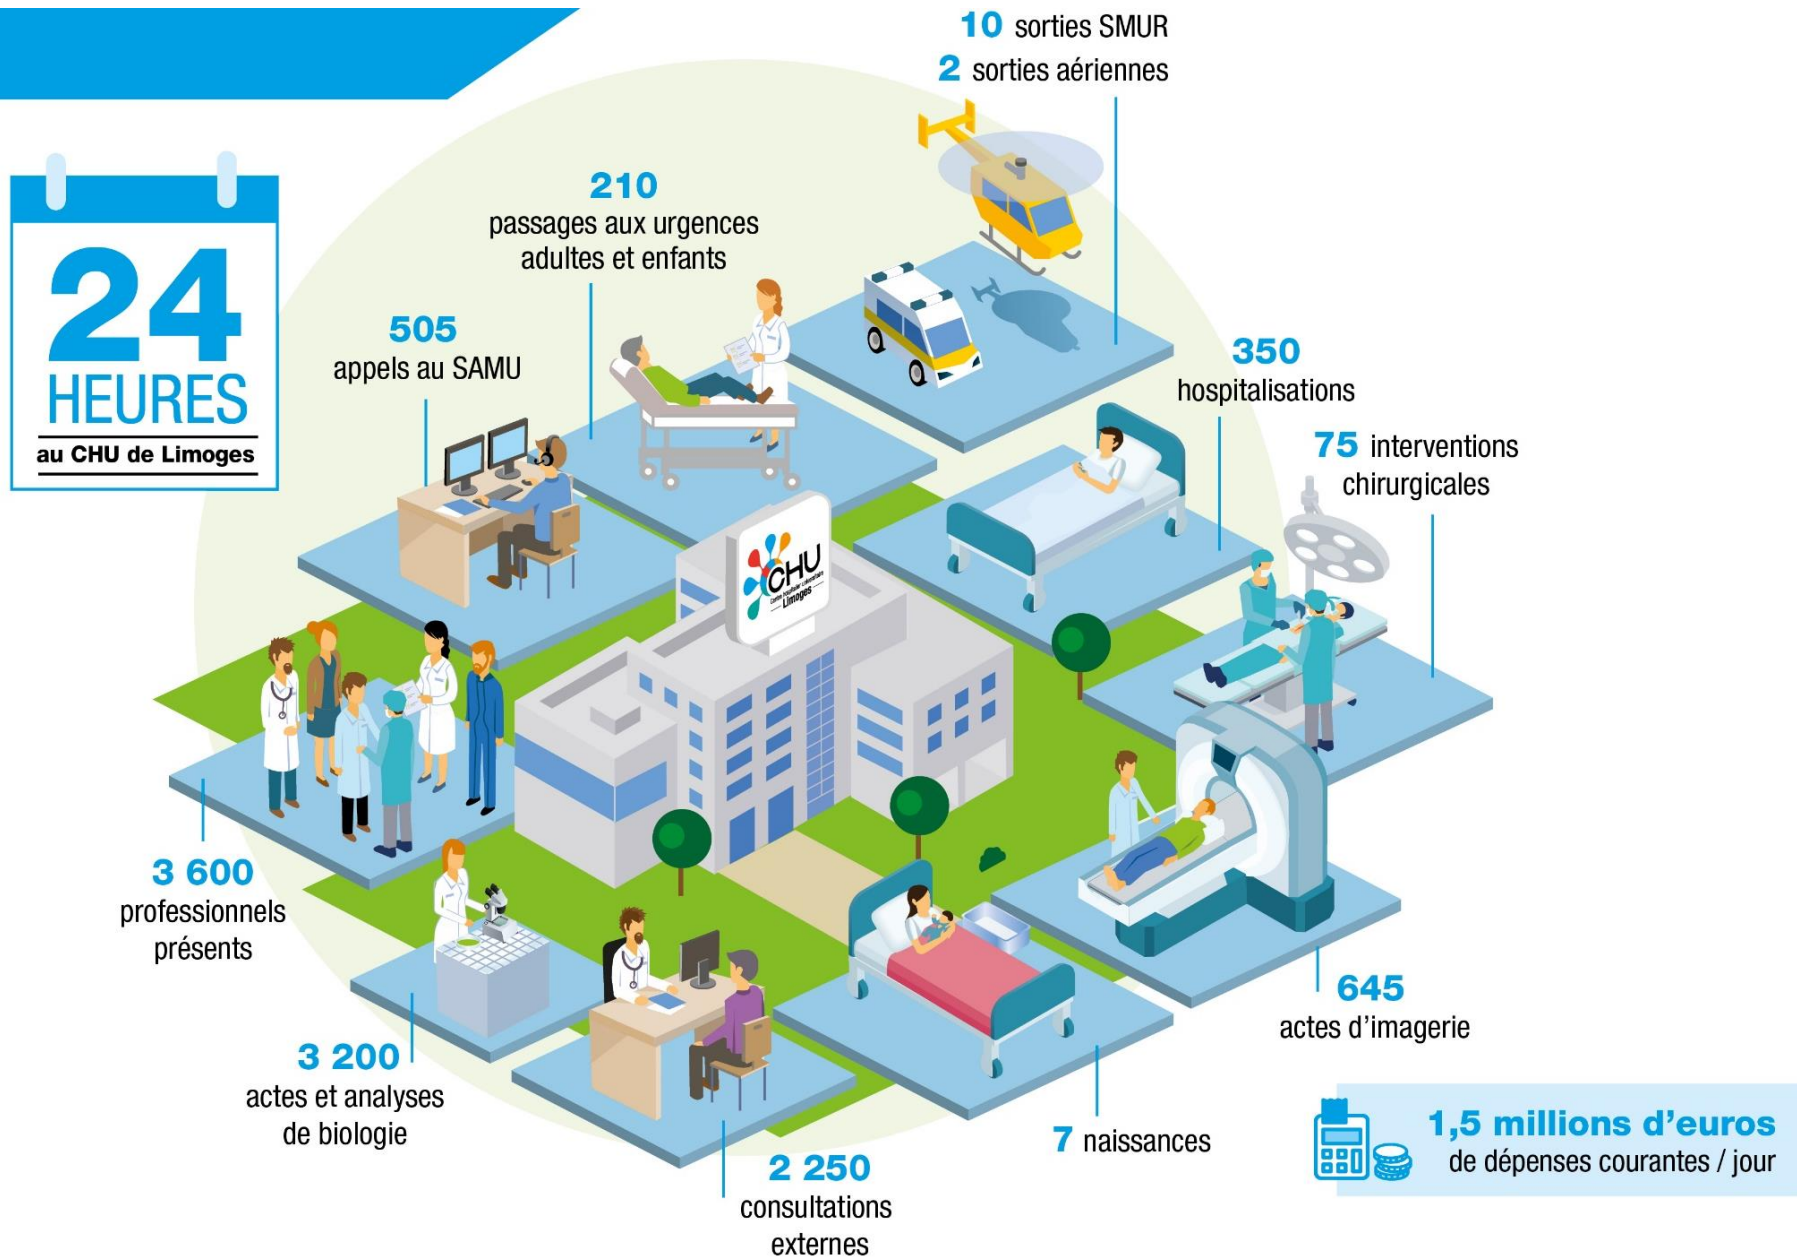 24
HEURES
au CHU de Limoges
10 sorties SMUR
2 sorties aériennes
210
passages aux urgences
adultes et enfants
505
appels au SAMU
350
hospitalisations
75 interventions
chirurgicales
CHU
Centre hospitalier universitaire
Limoges
3 600
professionnels
présents
645
actes d’imagerie
3 200
actes et analyses
de biologie
7 naissances
2 250
consultations
externes
1,5 millions d’euros
de dépenses courantes / jour